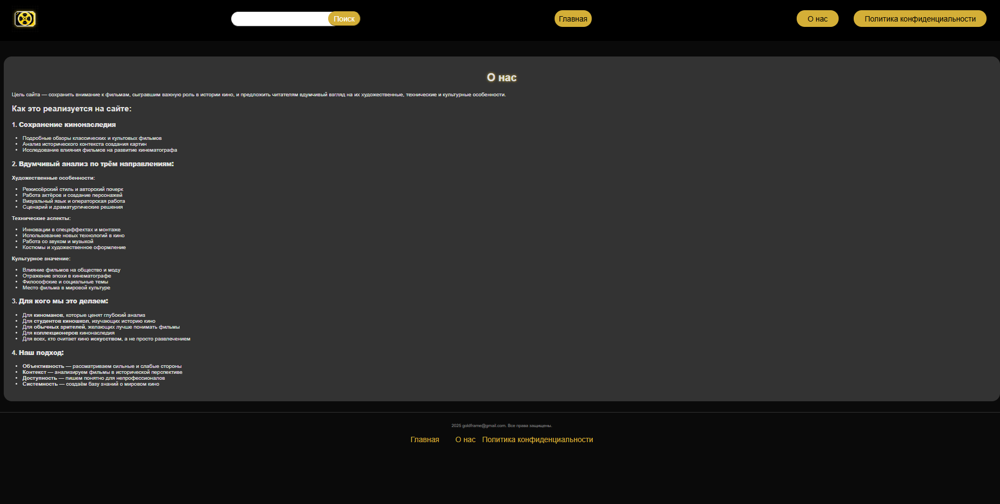 Поиск
Главная
О нас
Политика конфиденциальности
О нас
Цель сайта — сохранить внимание к фильмам, сыгравшим важную роль в истории кино, и предложить читателям вдумчивый взгляд на их художественные, технические и культурные особенности.
Как это реализуется на сайте:
1. Сохранение кинонаследия
• Подробные обзоры классических и культовых фильмов
• Анализ исторического контекста создания картин
• Исследование влияния фильмов на развитие кинематографа
2. Вдумчивый анализ по трём направлениям:
Художественные особенности:
• Режиссёрский стиль и авторский почерк
• Работа актёров и создание персонажей
• Визуальный язык и операторская работа
• Сценарий и драматургические решения
Технические аспекты:
• Инновации в спецэффектах и монтаже
• Использование новых технологий в кино
• Работа со звуком и музыкой
• Костюмы и художественное оформление
Культурное значение:
• Влияние фильмов на общество и моду
• Отражение эпохи в кинематографе
• Философские и социальные темы
• Место фильма в мировой культуре
3. Для кого мы это делаем:
• Для киноманов, которые ценят глубокий анализ
• Для студентов киношкол, изучающих историю кино
• Для обычных зрителей, желающих лучше понимать фильмы
• Для коллекционеров кинонаследия
• Для всех, кто считает кино искусством, а не просто развлечением
4. Наш подход:
• Объективность — рассматриваем сильные и слабые стороны
• Контекст — анализируем фильмы в исторической перспективе
• Доступность — пишем понятно для непрофессионалов
• Системность — создаём базу знаний о мировом кино
2025 goldframe@gmail.com. Все права защищены.
Главная О нас Политика конфиденциальности